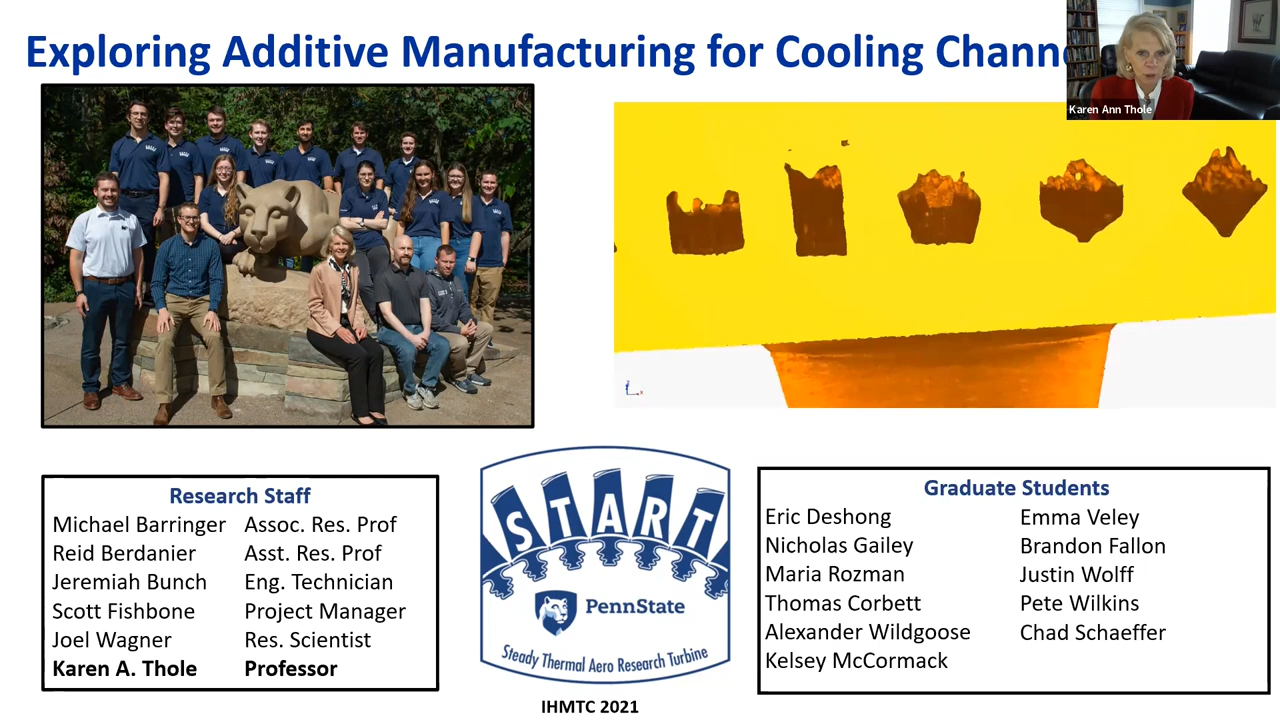 Exploring Additive Manufacturing for Cooling
Karen Ann Thole
Research Staff
Michael Barringer Assoc. Res. Prof
Reid Berdanier Asst. Res. Prof
Jeremiah Bunch Eng. Technician
Scott Fishbone Project Manager
Joel Wagner Res. Scientist
Karen A. Thole Professor
START
PennState
Steady Thermal Aero Research Turbine
IHMTC 2021
Graduate Students
Eric Deshong Emma Veley
Nicholas Gailey Brandon Fallon
Maria Rozman Justin Wolff
Thomas Corbett Pete Wilkins
Alexander Wildgoose Chad Schaeffer
Kelsey McCormack